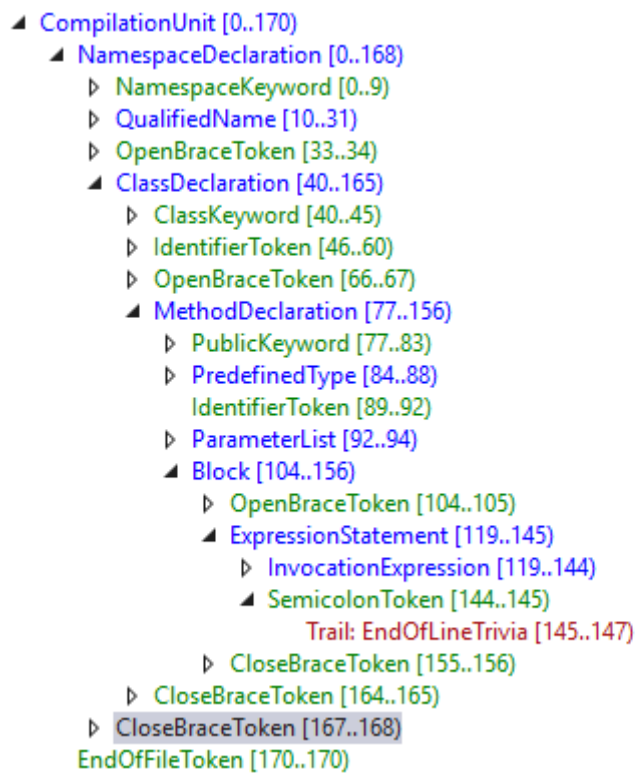 CompilationUnit [0..170)
NamespaceDeclaration [0..168)
NamespaceKeyword [0..9)
QualifiedName [10..31)
OpenBraceToken [33..34)
ClassDeclaration [40..165)
ClassKeyword [40..45)
IdentifierToken [46..60)
OpenBraceToken [66..67)
MethodDeclaration [77..156)
PublicKeyword [77..83)
PredefinedType [84..88)
IdentifierToken [89..92)
ParameterList [92..94)
Block [104..156)
OpenBraceToken [104..105)
ExpressionStatement [119..145)
InvocationExpression [119..144)
SemicolonToken [144..145)
Trail: EndOfLineTrivia [145..147)
CloseBraceToken [155..156)
CloseBraceToken [164..165)
CloseBraceToken [167..168)
EndOfFileToken [170..170)